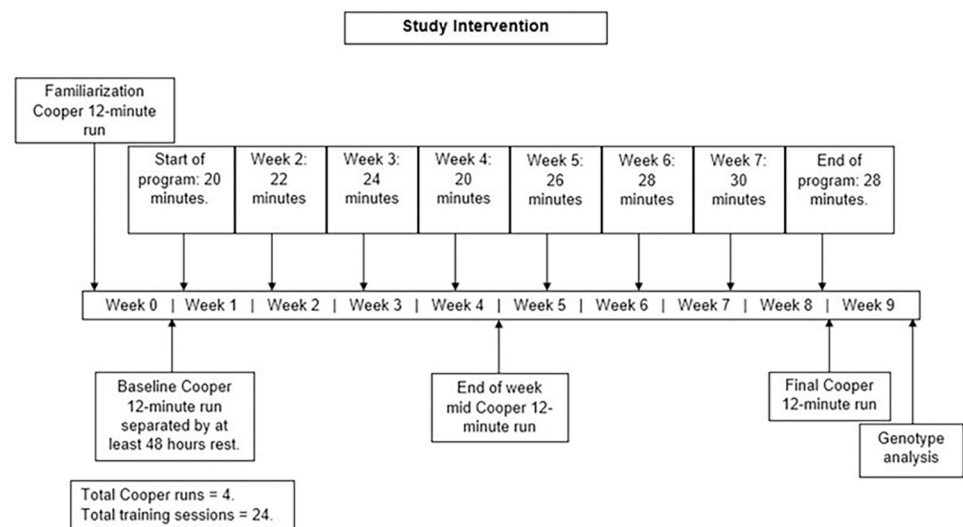 Study Intervention
Familiarization
Cooper 12-minute
run
Start of
program: 20
minutes.
Week 2:
22
minutes
Week 3:
24
minutes
Week 4:
20
minutes
Week 5:
26
minutes
Week 6:
28
minutes
Week 7:
30
minutes
End of
program: 28
minutes.
Week 0 | Week 1 | Week 2 | Week 3 | Week 4 | Week 5 | Week 6 | Week 7 | Week 8 | Week 9
Baseline Cooper
12-minute run
separated by at
least 48 hours rest.
End of week
mid Cooper 12-
minute run
Final Cooper
12-minute run
Genotype
analysis
Total Cooper runs = 4.
Total training sessions = 24.